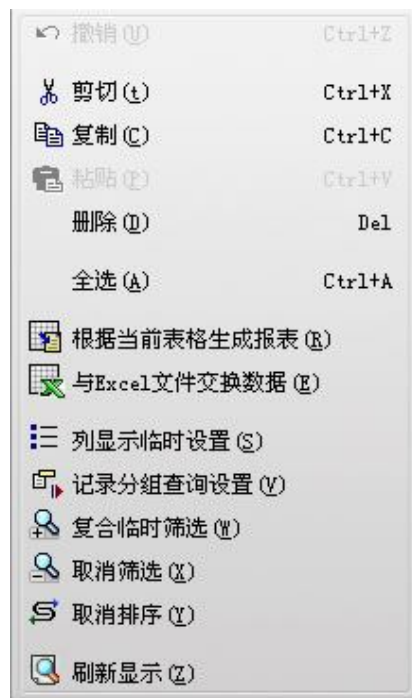 撤销(U) Ctrl+Z
剪切(t) Ctrl+X
复制(C) Ctrl+C
粘贴(P) Ctrl+V
删除(D) Del
全选(A) Ctrl+A
根据当前表格生成报表(R)
与Excel文件交换数据(E)
列显示临时设置(S)
记录分组查询设置(V)
复合临时筛选(W)
取消筛选(X)
取消排序(Y)
刷新显示(Z)